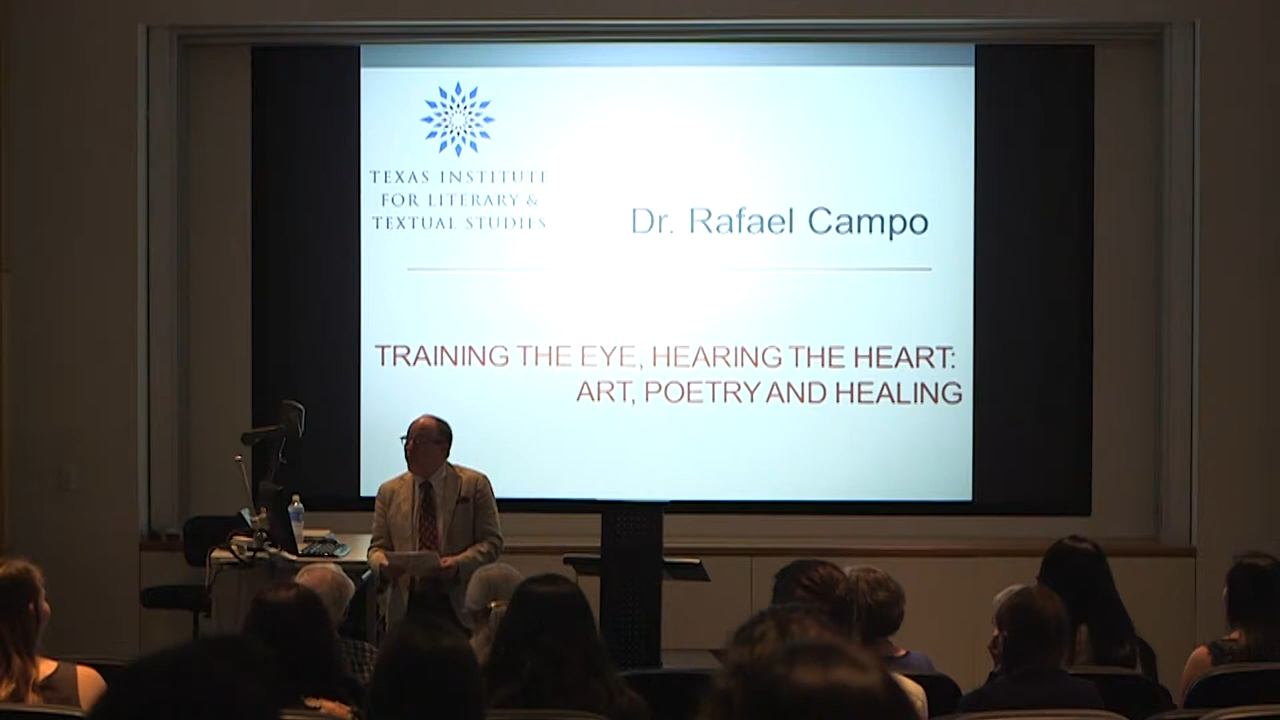 TEXAS INSTITUTE
FOR LITERARY &
TEXTUAL STUDIES
Dr. Rafael Campo
TRAINING THE EYE, HEARING THE HEART:
ART, POETRY AND HEALING